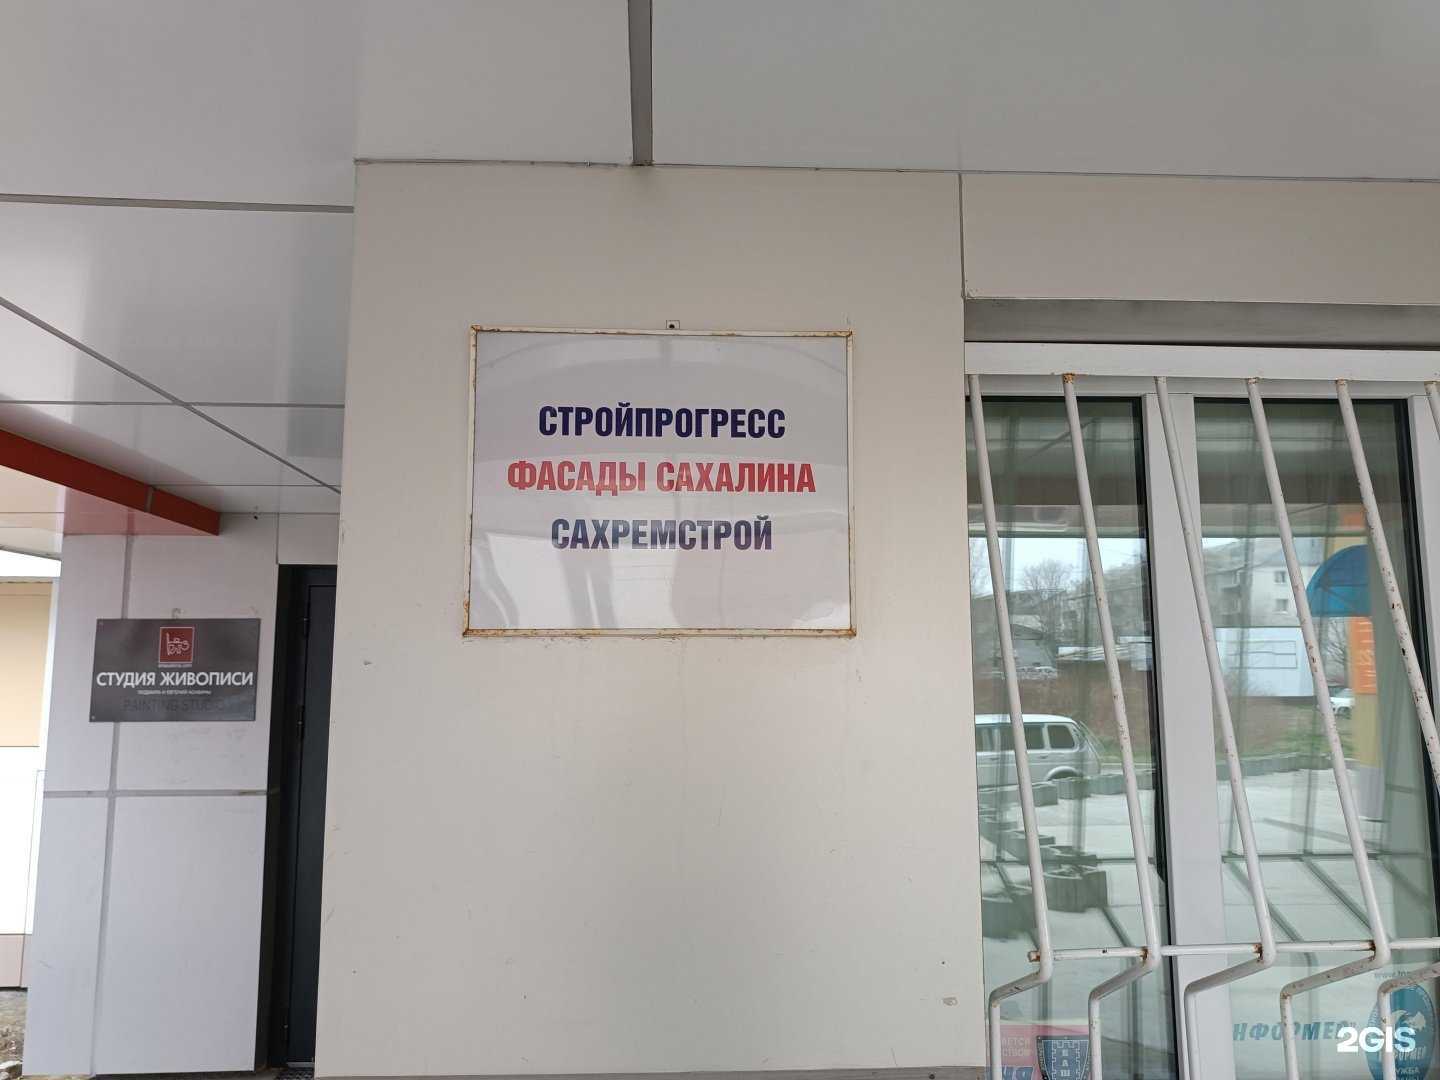 СТРОЙПРОГРЕСС
ФАСАДЫ САХАЛИНА
САХРЕМСТРОЙ
СТУДИЯ ЖИВОПИСИ
PAINTING STUDIO
2GIS